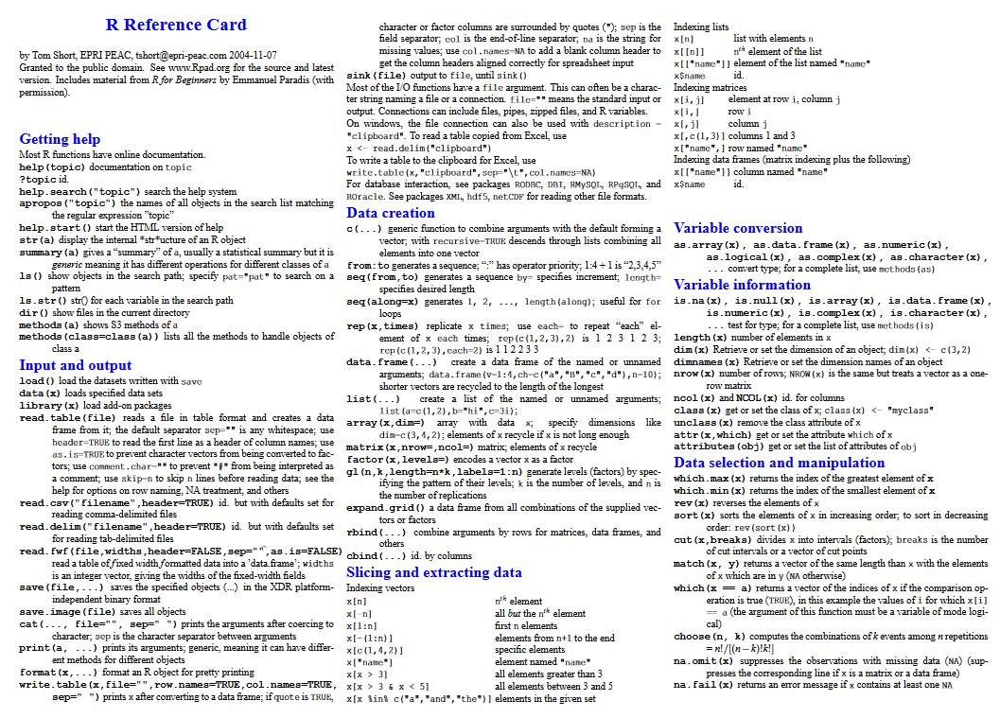 R Reference Card
by Tom Short, EPRI PEAC, tshort@epri-peac.com 2004-11-07
Granted to the public domain. See www.Rpad.org for the source and latest
version. Includes material from R for Beginners by Emmanuel Paradis (with
permission).
Getting help
Most R functions have online documentation.
help(topic) documentation on topic
?topic id.
help.search("topic") search the help system
apropos("topic") the names of all objects in the search list matching
the regular expression ”topic”
help.start() start the HTML version of help
str(a) display the internal *str*ucture of an R object
summary(a) gives a “summary” of a, usually a statistical summary but it is
generic meaning it has different operations for different classes of a
ls() show objects in the search path; specify pat="pat" to search on a
pattern
ls.str() str() for each variable in the search path
dir() show files in the current directory
methods(a) shows S3 methods of a
methods(class=class(a)) lists all the methods to handle objects of
class a
Input and output
load() load the datasets written with save
data(x) loads specified data sets
library(x) load add-on packages
read.table(file) reads a file in table format and creates a data
frame from it; the default separator sep="" is any whitespace; use
header=TRUE to read the first line as a header of column names; use
as.is=TRUE to prevent character vectors from being converted to fac-
tors; use comment.char="" to prevent "#" from being interpreted as
a comment; use skip=n to skip n lines before reading data; see the
help for options on row naming, NA treatment, and others
read.csv("filename",header=TRUE) id. but with defaults set for
reading comma-delimited files
read.delim("filename",header=TRUE) id. but with defaults set
for reading tab-delimited files
read.fwf(file,widths,header=FALSE,sep="",as.is=FALSE)
read a table of fixed width formatted data into a ’data.frame’; widths
is an integer vector, giving the widths of the fixed-width fields
save(file,...) saves the specified objects (...) in the XDR platform-
independent binary format
save.image(file) saves all objects
cat(..., file="", sep=" ") prints the arguments after coercing to
character; sep is the character separator between arguments
print(a, ...) prints its arguments; generic, meaning it can have differ-
ent methods for different objects
format(x,...) format an R object for pretty printing
write.table(x,file="",row.names=TRUE,col.names=TRUE,
sep=" ") prints x after converting to a data frame; if quote is TRUE,
character or factor columns are surrounded by quotes ("); sep is the
field separator; eol is the end-of-line separator; na is the string for
missing values; use col.names=NA to add a blank column header to
get the column headers aligned correctly for spreadsheet input
sink(file) output to file, until sink()
Most of the I/O functions have a file argument. This can often be a charac-
ter string naming a file or a connection. file="" means the standard input or
output. Connections can include files, pipes, zipped files, and R variables.
On windows, the file connection can also be used with description =
"clipboard". To read a table copied from Excel, use
x <- read.delim("clipboard")
To write a table to the clipboard for Excel, use
write.table(x,"clipboard",sep="\t",col.names=NA)
For database interaction, see packages RODBC, DBI, RMySQL, RPgSQL, and
ROracle. See packages XML, hdf5, netCDF for reading other file formats.
Data creation
c(...) generic function to combine arguments with the default forming a
vector; with recursive=TRUE descends through lists combining all
elements into one vector
from:to generates a sequence; “:” has operator priority; 1:4 + 1 is “2,3,4,5”
seq(from,to) generates a sequence by= specifies increment; length=
specifies desired length
seq(along=x) generates 1, 2, ..., length(along); useful for for
loops
rep(x,times) replicate x times; use each= to repeat “each” el-
ement of x each times; rep(c(1,2,3),2) is 1 2 3 1 2 3;
rep(c(1,2,3),each=2) is 1 1 2 2 3 3
data.frame(...) create a data frame of the named or unnamed
arguments; data.frame(v=1:4,ch=c("a","B","c","d"),n=10);
shorter vectors are recycled to the length of the longest
list(...) create a list of the named or unnamed arguments;
list(a=c(1,2),b="hi",c=3i);
array(x,dim=) array with data x; specify dimensions like
dim=c(3,4,2); elements of x recycle if x is not long enough
matrix(x,nrow=,ncol=) matrix; elements of x recycle
factor(x,levels=) encodes a vector x as a factor
gl(n,k,length=n*k,labels=1:n) generate levels (factors) by spec-
ifying the pattern of their levels; k is the number of levels, and n is
the number of replications
expand.grid() a data frame from all combinations of the supplied vec-
tors or factors
rbind(...) combine arguments by rows for matrices, data frames, and
others
cbind(...) id. by columns
Slicing and extracting data
Indexing vectors
x[n] nth element
x[-n] all but the nth element
x[1:n] first n elements
x[-(1:n)] elements from n+1 to the end
x[c(1,4,2)] specific elements
x["name"] element named "name"
x[x > 3] all elements greater than 3
x[x > 3 & x < 5] all elements between 3 and 5
x[x %in% c("a","and","the")] elements in the given set
Indexing lists
x[n] list with elements n
x[[n]] nth element of the list
x[["name"]] element of the list named "name"
x$name id.
Indexing matrices
x[i,j] element at row i, column j
x[i,] row i
x[,j] column j
x[,c(1,3)] columns 1 and 3
x["name",] row named "name"
Indexing data frames (matrix indexing plus the following)
x[["name"]] column named "name"
x$name id.
Variable conversion
as.array(x), as.data.frame(x), as.numeric(x),
as.logical(x), as.complex(x), as.character(x),
... convert type; for a complete list, use methods(as)
Variable information
is.na(x), is.null(x), is.array(x), is.data.frame(x),
is.numeric(x), is.complex(x), is.character(x),
... test for type; for a complete list, use methods(is)
length(x) number of elements in x
dim(x) Retrieve or set the dimension of an object; dim(x) <- c(3,2)
dimnames(x) Retrieve or set the dimension names of an object
nrow(x) number of rows; NROW(x) is the same but treats a vector as a one-
row matrix
ncol(x) and NCOL(x) id. for columns
class(x) get or set the class of x; class(x) <- "myclass"
unclass(x) remove the class attribute of x
attr(x,which) get or set the attribute which of x
attributes(obj) get or set the list of attributes of obj
Data selection and manipulation
which.max(x) returns the index of the greatest element of x
which.min(x) returns the index of the smallest element of x
rev(x) reverses the elements of x
sort(x) sorts the elements of x in increasing order; to sort in decreasing
order: rev(sort(x))
cut(x,breaks) divides x into intervals (factors); breaks is the number
of cut intervals or a vector of cut points
match(x, y) returns a vector of the same length than x with the elements
of x which are in y (NA otherwise)
which(x == a) returns a vector of the indices of x if the comparison op-
eration is true (TRUE), in this example the values of i for which x[i]
== a (the argument of this function must be a variable of mode logi-
cal)
choose(n, k) computes the combinations of k events among n repetitions
= n!/[(n−k)!k!]
na.omit(x) suppresses the observations with missing data (NA) (sup-
presses the corresponding line if x is a matrix or a data frame)
na.fail(x) returns an error message if x contains at least one NA